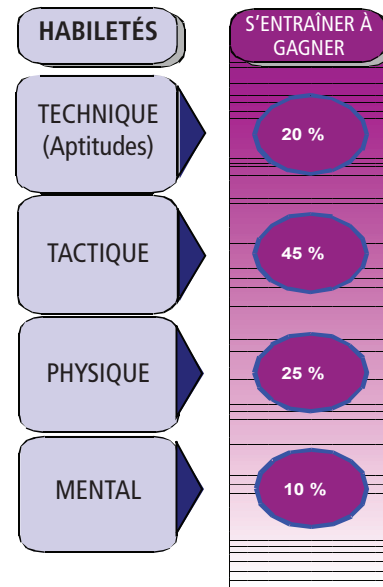 HABILETÉS
S'ENTRAÎNER À
GAGNER
TECHNIQUE
(Aptitudes)
20 %
TACTIQUE
45 %
PHYSIQUE
25 %
MENTAL
10 %